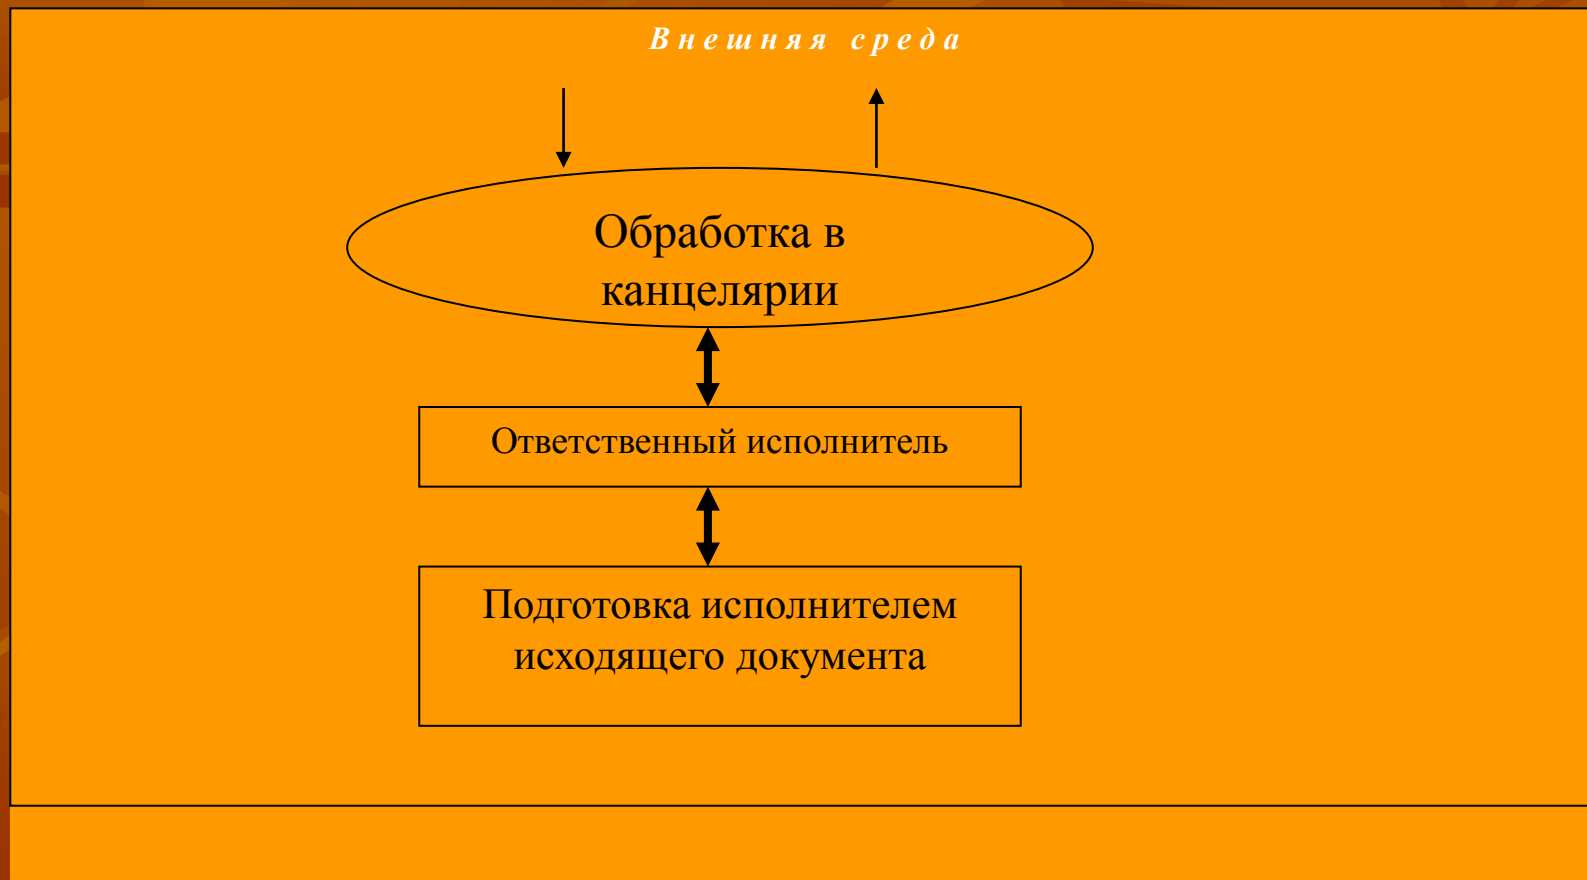 Внешняя среда
Обработка в
канцелярии
Ответственный исполнитель
Подготовка исполнителем
исходящего документа